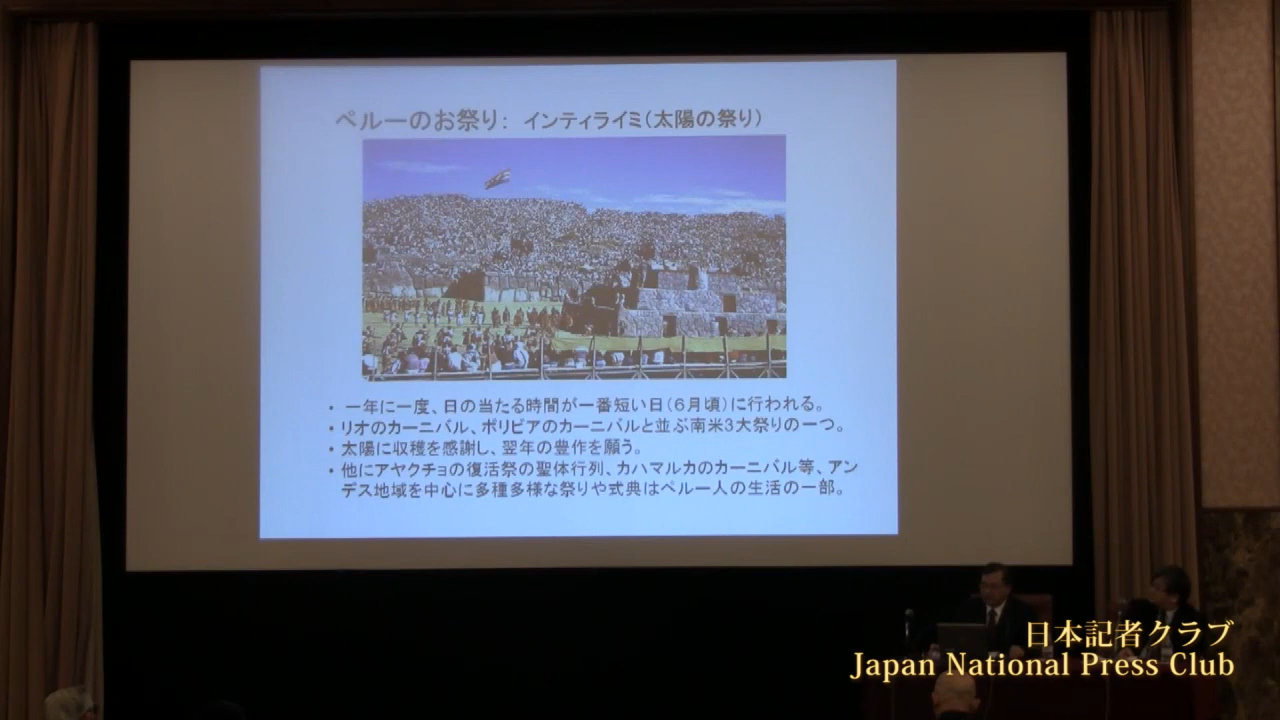 ペルーのお祭り： インティライミ（太陽の祭り）
・ 一年に一度、日の当たる時間が一番短い日（６月頃）に行われる。
・リオのカーニバル、ボリビアのカーニバルと並ぶ南米３大祭りの一つ。
・太陽に収穫を感謝し、翌年の豊作を願う。
・他にアヤクチョの復活祭の聖体行列、カハマルカのカーニバル等、アン
デス地域を中心に多種多様な祭りや式典はペルー人の生活の一部。
日本記者クラブ
Japan National Press Club